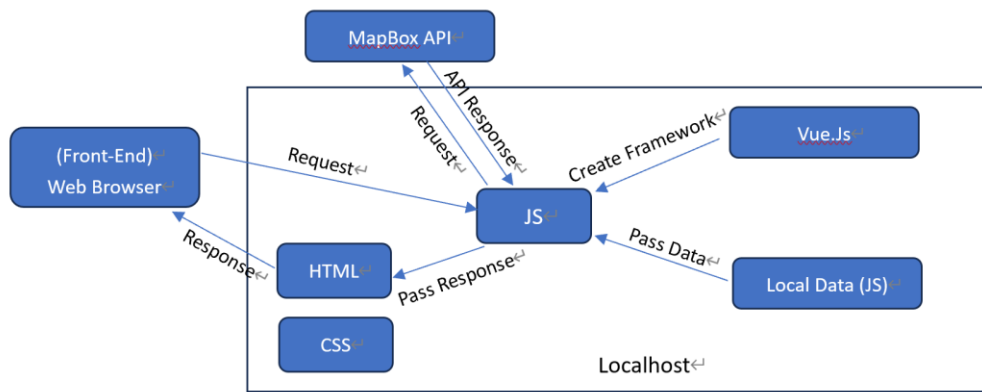 MapBox API
API Response
Request
Create Framework
Vue.Js
(Front-End)
Web Browser
Request
JS
Pass Data
Response
HTML
Pass Response
Local Data (JS)
CSS
Localhost